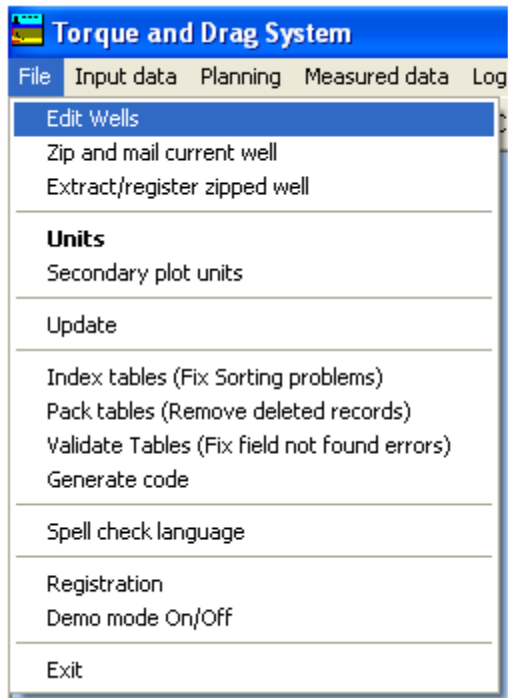 Torque and Drag System
File Input data Planning Measured data Log
Edit Wells
Zip and mail current well
Extract/register zipped well
Units
Secondary plot units
Update
Index tables (Fix Sorting problems)
Pack tables (Remove deleted records)
Validate Tables (Fix field not found errors)
Generate code
Spell check language
Registration
Demo mode On/Off
Exit